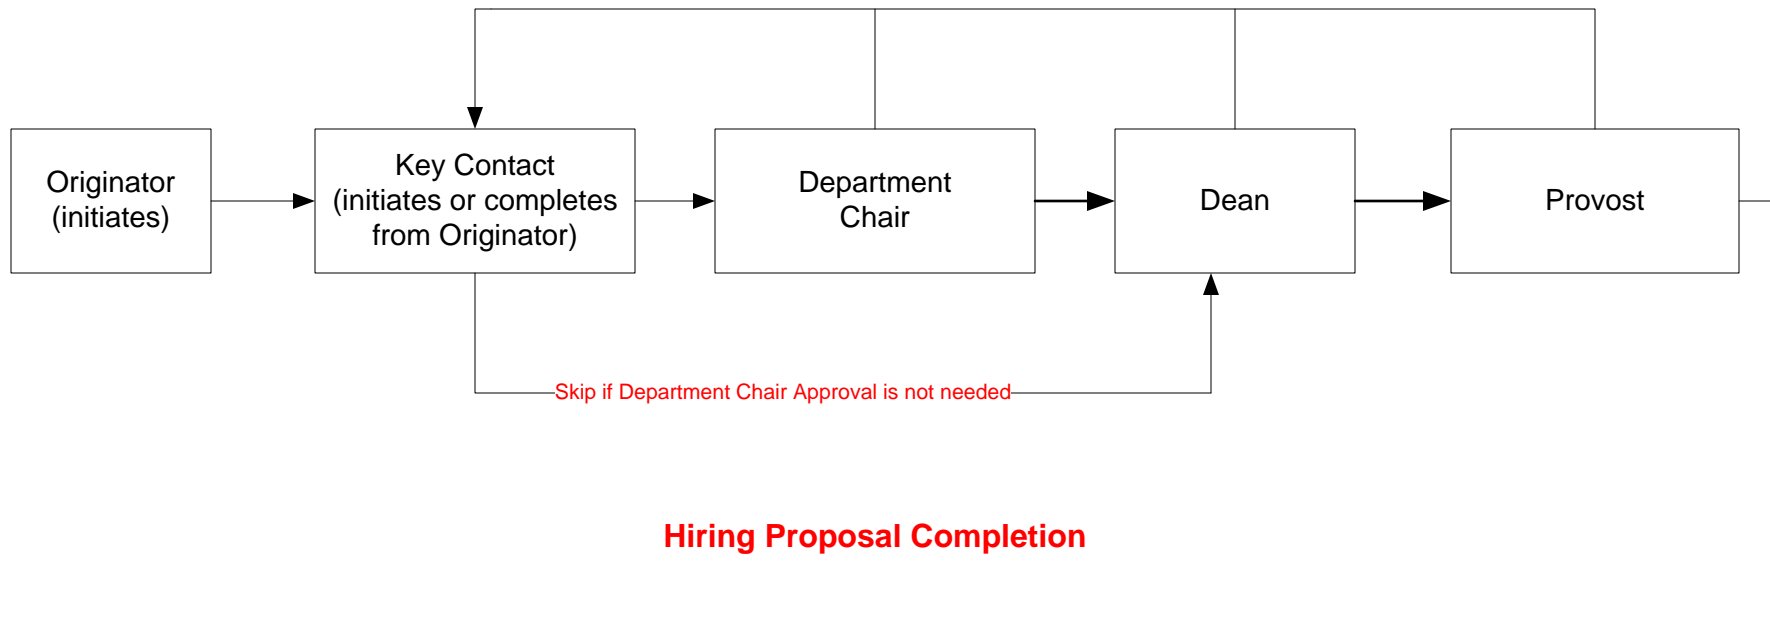 Originator
(initiates)
Key Contact
(initiates or completes
from Originator)
Department
Chair
Dean
Provost
Skip if Department Chair Approval is not needed
Hiring Proposal Completion